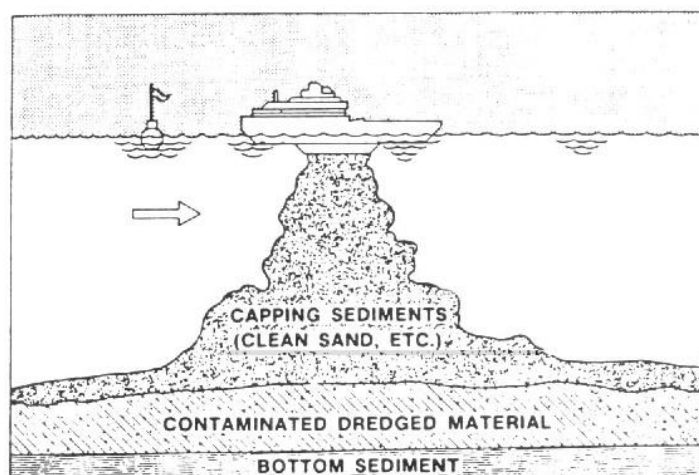 CAPPING SEDIMENTS
(CLEAN SAND, ETC.)
CONTAMINATED DREDGED MATERIAL
BOTTOM SEDIMENT